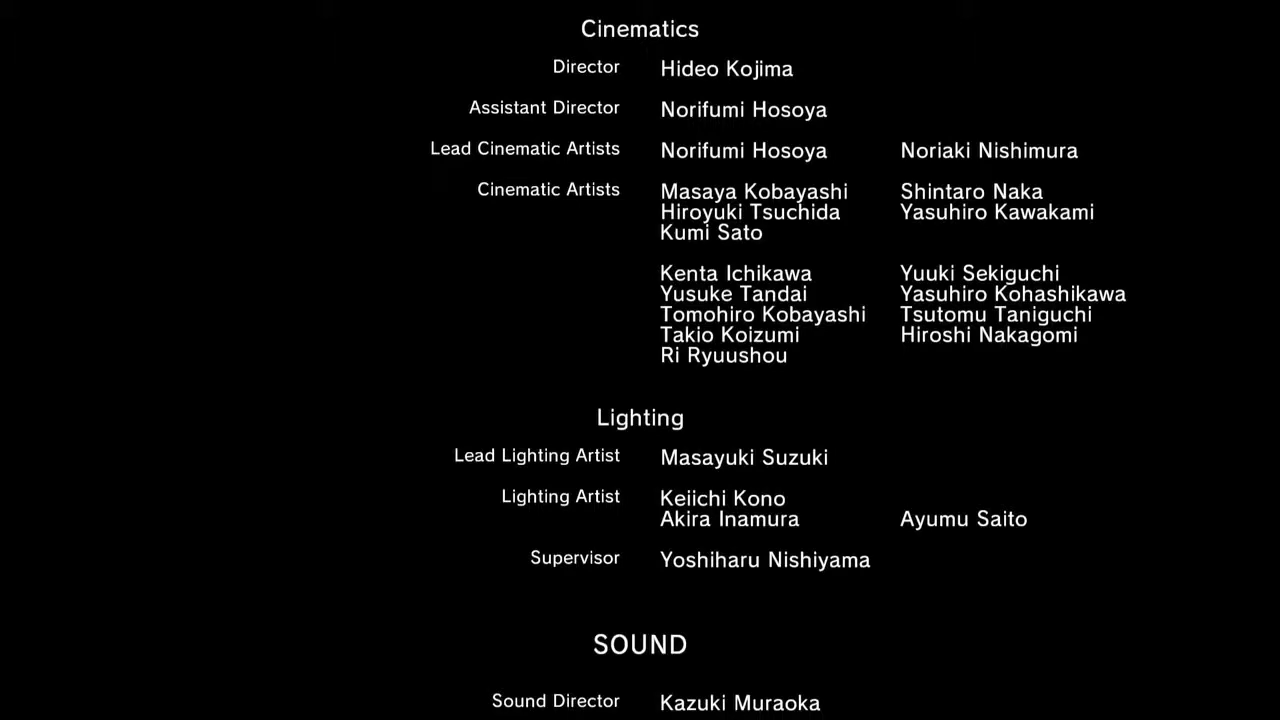 Cinematics
Director Hideo Kojima
Assistant Director Norifumi Hosoya
Lead Cinematic Artists Norifumi Hosoya Noriaki Nishimura
Cinematic Artists Masaya Kobayashi Shintaro Naka
Hiroyuki Tsuchida Yasuhiro Kawakami
Kumi Sato
Kenta Ichikawa Yuuki Sekiguchi
Yusuke Tandai Yasuhiro Kohashikawa
Tomohiro Kobayashi Tsutomu Taniguchi
Takio Koizumi Hiroshi Nakagomi
Ri Ryuushou
Lighting
Lead Lighting Artist Masayuki Suzuki
Lighting Artist Keiichi Kono
Akira Inamura Ayumu Saito
Supervisor Yoshiharu Nishiyama
SOUND
Sound Director Kazuki Muraoka